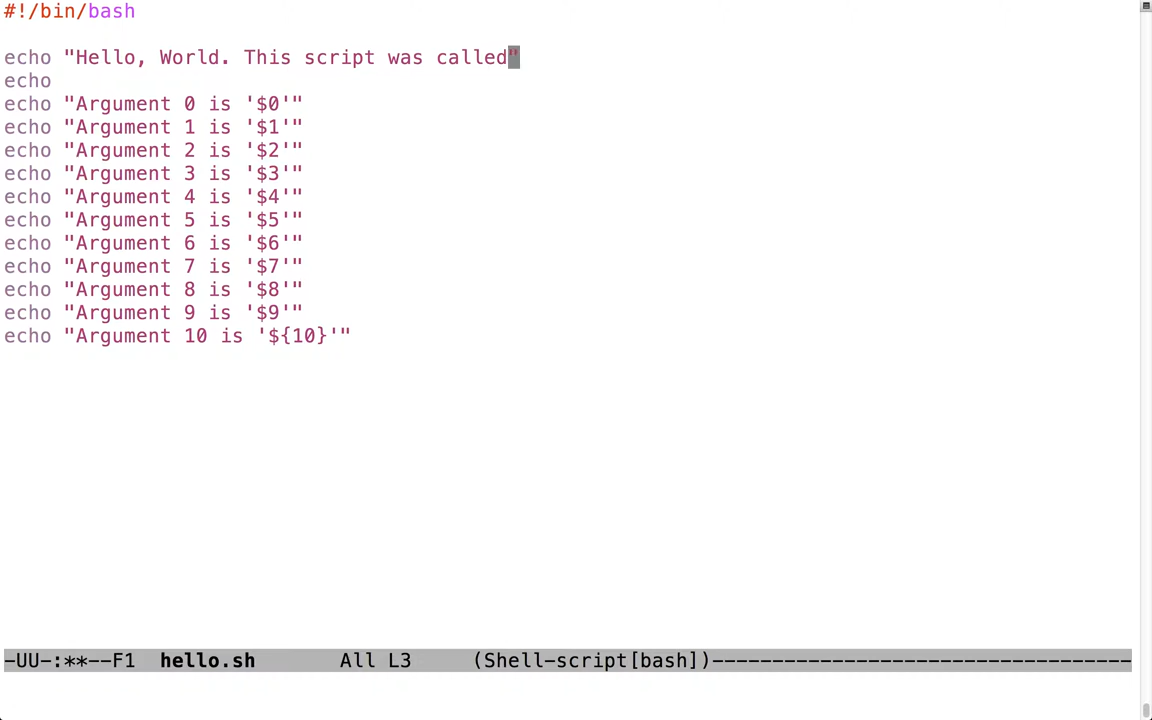 #!/bin/bash
echo "Hello, World. This script was called"
echo
echo "Argument 0 is '$0'"
echo "Argument 1 is '$1'"
echo "Argument 2 is '$2'"
echo "Argument 3 is '$3'"
echo "Argument 4 is '$4'"
echo "Argument 5 is '$5'"
echo "Argument 6 is '$6'"
echo "Argument 7 is '$7'"
echo "Argument 8 is '$8'"
echo "Argument 9 is '$9'"
echo "Argument 10 is '${10}'"
-UU-:**--F1  hello.sh       All L3     (Shell-script[bash])-----------------------------------